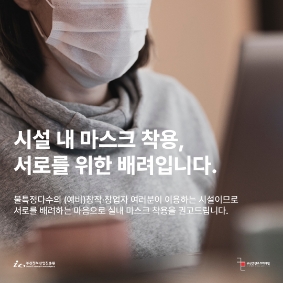 시설 내 마스크 착용,
서로를 위한 배려입니다.
불특정다수의 (예비)창작·창업자 여러분이 이용하는 시설이므로
서로를 배려하는 마음으로 실내 마스크 착용을 권고드립니다.